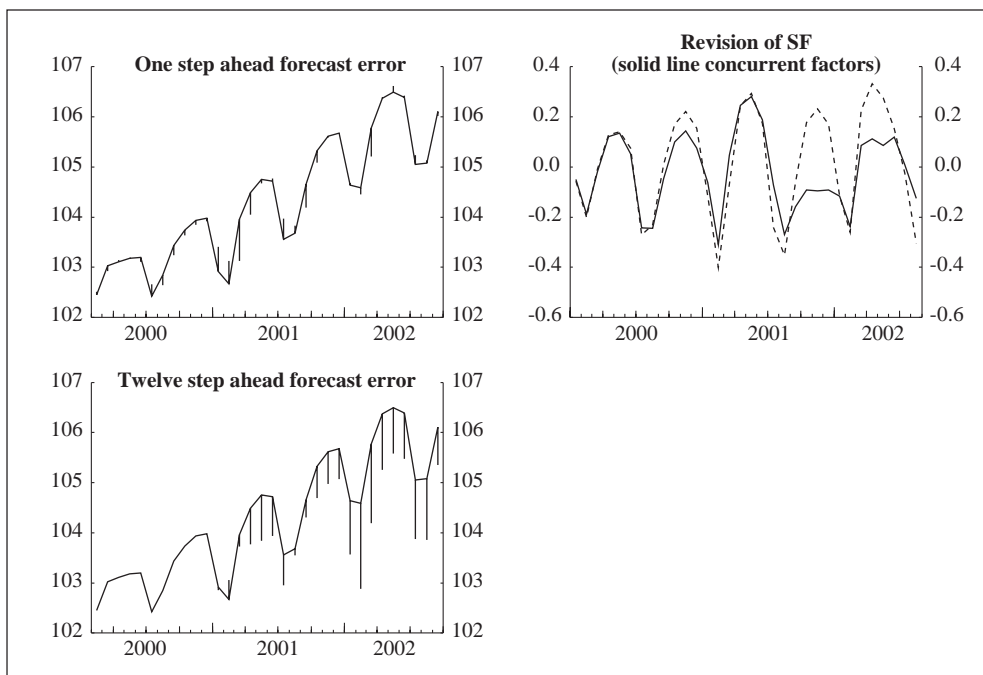 One step ahead forecast error
107 107
106 106
105 105
104 104
103 103
102 102
2000 2001 2002
Revision of SF
(solid line concurrent factors)
0.4 0.4
0.2 0.2
0.0 0.0
-0.2 -0.2
-0.4 -0.4
-0.6 -0.6
2000 2001 2002
Twelve step ahead forecast error
107 107
106 106
105 105
104 104
103 103
102 102
2000 2001 2002